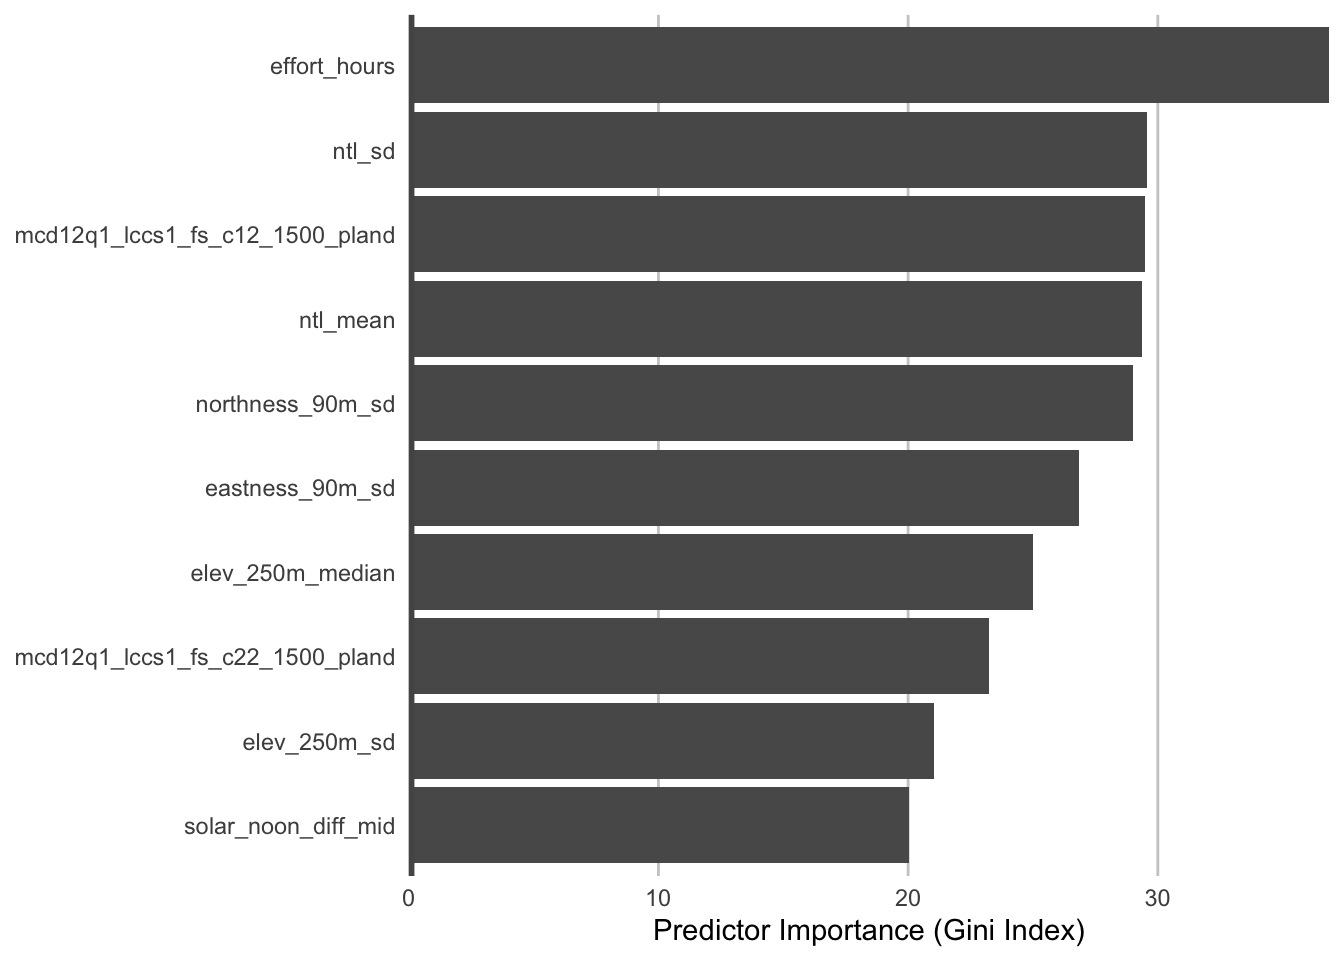 effort_hours
ntl_sd
mcd12q1_lccs1_fs_c12_1500_pland
ntl_mean
northness_90m_sd
eastness_90m_sd
elev_250m_median
mcd12q1_lccs1_fs_c22_1500_pland
elev_250m_sd
solar_noon_diff_mid
0 10 20 30
Predictor Importance (Gini Index)